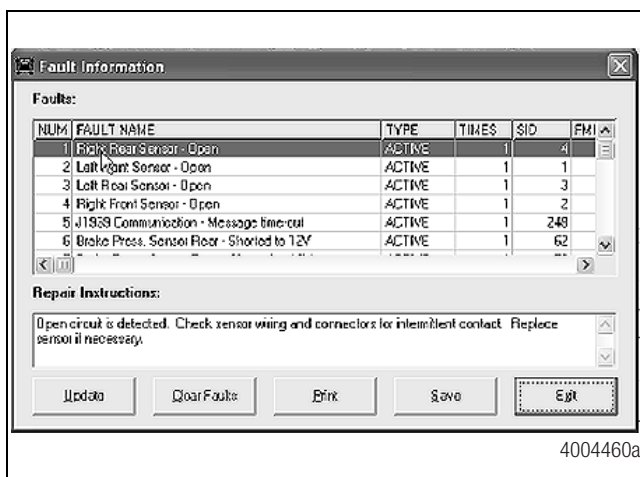 Fault Information
Faults:
NUM FAULT NAME TYPE TIMES SID FMI
1 Right Rear Sensor - Open ACTIVE 1 4
2 Left Front Sensor - Open ACTIVE 1 1
3 Left Rear Sensor - Open ACTIVE 1 3
4 Right Front Sensor - Open ACTIVE 1 2
5 J1939 Communication - Message time-out ACTIVE 1 249
6 Brake Press. Sensor Rear - Shorted to 12V ACTIVE 1 62
Repair Instructions:
Open circuit is detected. Check sensor wiring and connectors for intermittent contact. Replace
sensor if necessary.
Update Clear Faults Print Save Exit
4004460a